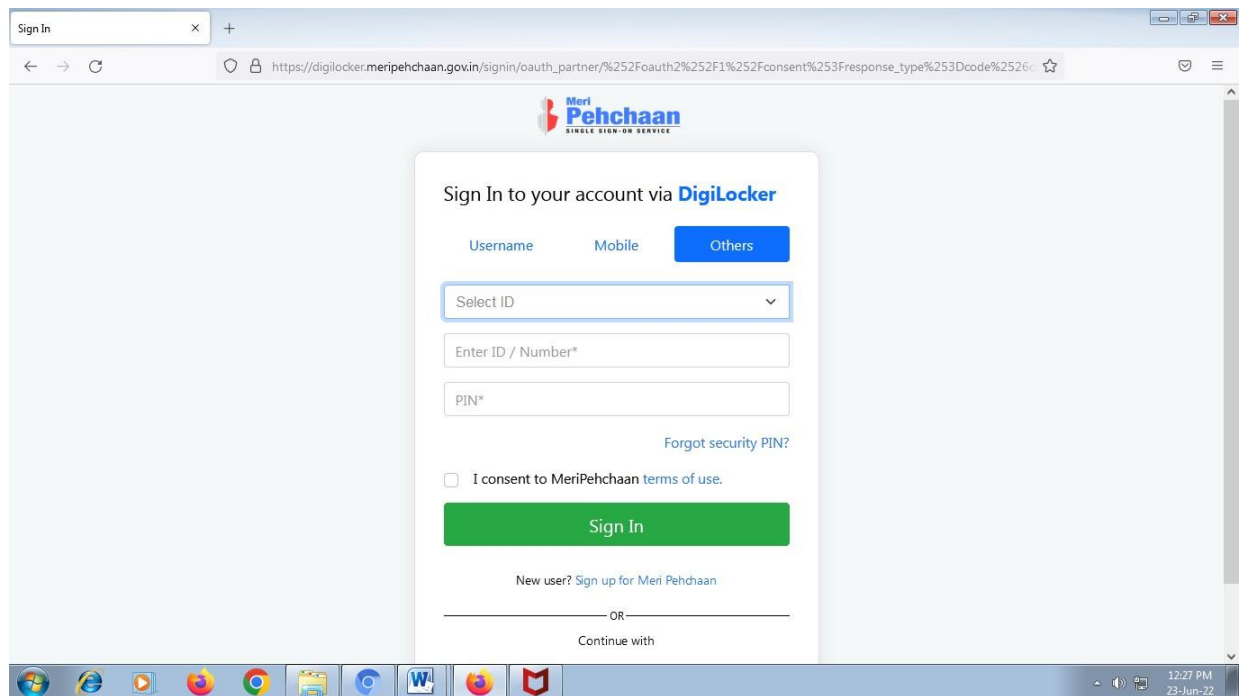 Sign In
https://digilocker.meripehchaan.gov.in/signin/oauth_partner/%252Foauth2%252F1%252Fconsent%253Fresponse_type%253Dcode%2526
Meri
Pehchaan
SINGLE SIGN-ON SERVICE
Sign In to your account via DigiLocker
Username Mobile Others
Select ID
Enter ID / Number*
PIN*
Forgot security PIN?
I consent to MeriPehchaan terms of use.
Sign In
New user? Sign up for Meri Pehchaan
OR
Continue with
12:27 PM
23-Jun-22